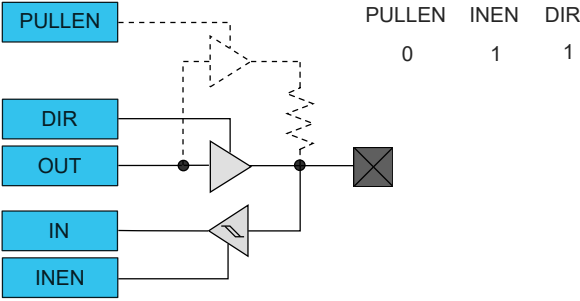 PULLEN
PULLEN INEN DIR
0 1 1
DIR
OUT
IN
INEN